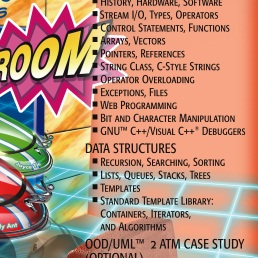 HISTORY, HARDWARE, SOFTWARE
STREAM I/O, TYPES, OPERATORS
CONTROL STATEMENTS, FUNCTIONS
ARRAYS, VECTORS
POINTERS, REFERENCES
STRING CLASS, C-STYLE STRINGS
OPERATOR OVERLOADING
EXCEPTIONS, FILES
WEB PROGRAMMING
BIT AND CHARACTER MANIPULATION
GNU™ C++/VISUAL C++® DEBUGGERS
DATA STRUCTURES
RECURSION, SEARCHING, SORTING
LISTS, QUEUES, STACKS, TREES
TEMPLATES
STANDARD TEMPLATE LIBRARY:
CONTAINERS, ITERATORS,
AND ALGORITHMS
OOD/UML™ 2 ATM CASE STUDY
(OPTIONAL)
ROOM